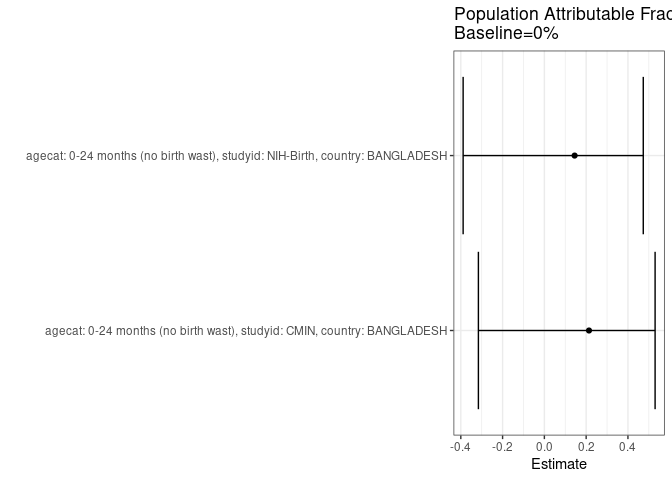 Population Attributable Frac
Baseline=0%
agecat: 0-24 months (no birth wast), studyid: NIH-Birth, country: BANGLADESH
agecat: 0-24 months (no birth wast), studyid: CMIN, country: BANGLADESH
-0.4 -0.2 0.0 0.2 0.4
Estimate